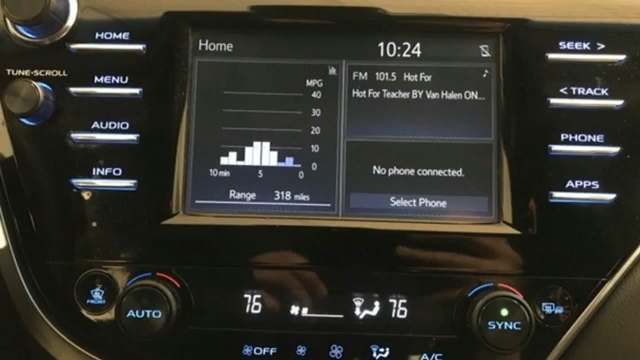 HOME
Home
10:24
SEEK >
TUNE-SCROLL
MENU
MPG
40
30
20
10
0
10 min
5
0
Range 318 miles
FM 101.5 Hot For
Hot For Teacher BY Van Halen ON...
< TRACK
AUDIO
No phone connected.
PHONE
INFO
Select Phone
APPS
FRONT
AUTO
76
76
SYNC
OFF
A/C